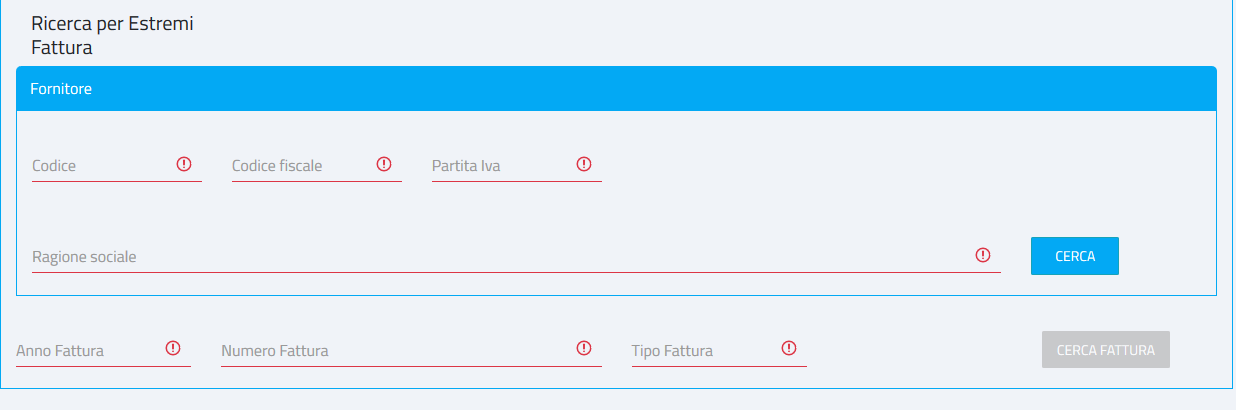 Ricerca per Estremi
Fattura
Fornitore
Codice Codice fiscale Partita Iva
Ragione sociale CERCA
Anno Fattura Numero Fattura Tipo Fattura CERCA FATTURA